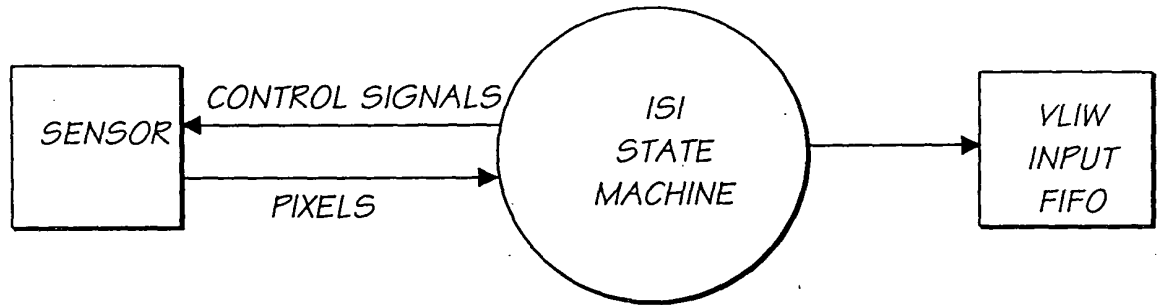 SENSOR
CONTROL SIGNALS
PIXELS
ISI
STATE
MACHINE
VLIW
INPUT
FIFO